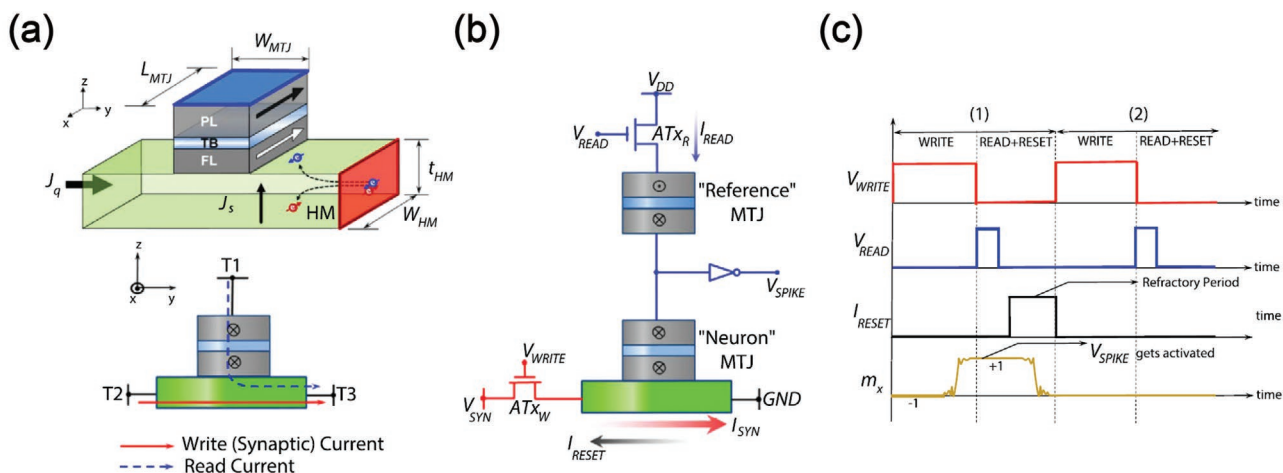 (a)
W_MTJ
L_MTJ
z
y
x
PL
TB
FL
J_q
J_s
HM
t_HM
W_HM
e
e
z
x
y
T1
T2
T3
Write (Synaptic) Current
Read Current
(b)
V_DD
V_READ
ATx_R
I_READ
"Reference"
MTJ
V_SPIKE
"Neuron"
MTJ
V_WRITE
V_SYN
ATx_W
GND
I_SYN
I_RESET
(c)
(1) (2)
WRITE READ+RESET WRITE READ+RESET
V_WRITE
time
V_READ
time
Refractory Period
I_RESET
time
V_SPIKE gets activated
+1
m_x
-1
time